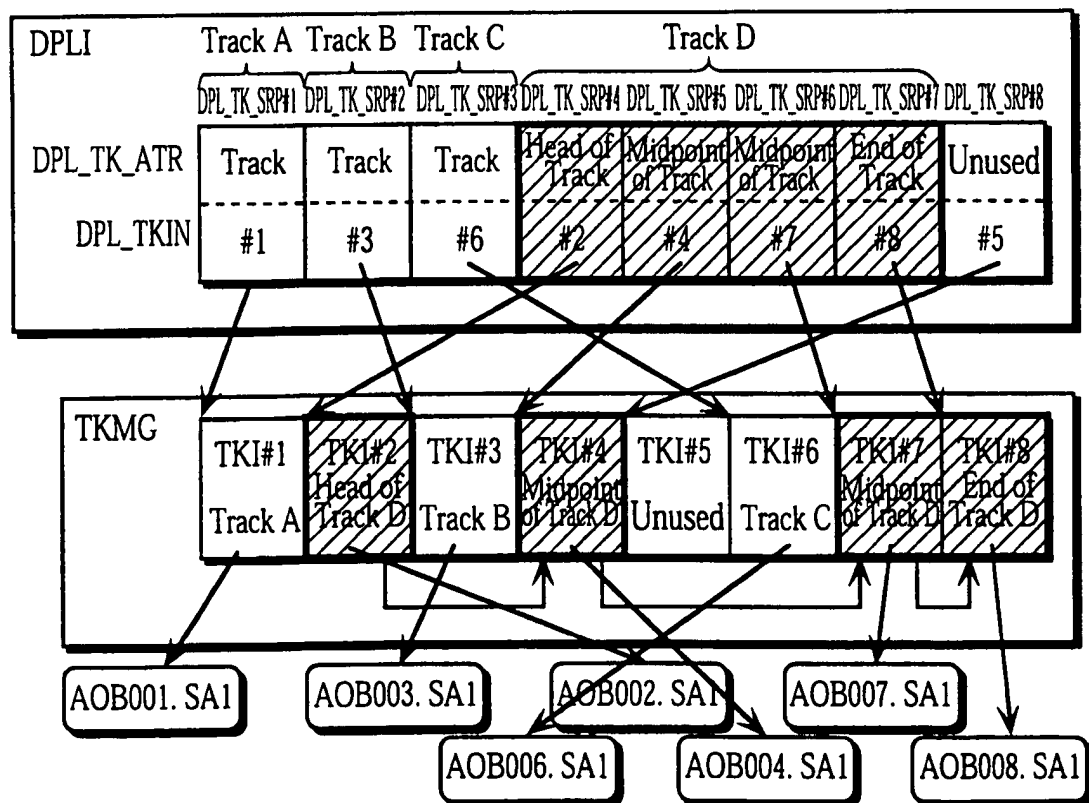 DPLI
Track A Track B Track C Track D
DPL_TK_SRP#1 DPL_TK_SRP#2 DPL_TK_SRP#3 DPL_TK_SRP#4 DPL_TK_SRP#5 DPL_TK_SRP#6 DPL_TK_SRP#7 DPL_TK_SRP#8
DPL_TK_ATR
Track
Track
Track
Head of
Track
Midpoint
of Track
Midpoint
of Track
End of
Track
Unused
DPL_TKIN
#1 #3 #6 #2 #4 #7 #8 #5
TKMG
TKI#1
Track A
TKI#2
Head of
Track D
TKI#3
Track B
TKI#4
Midpoint
of Track D
TKI#5
Unused
TKI#6
Track C
TKI#7
Midpoint
of Track D
TKI#8
End of
Track D
AOB001. SA1 AOB003. SA1 AOB002. SA1 AOB007. SA1
AOB006. SA1 AOB004. SA1 AOB008. SA1